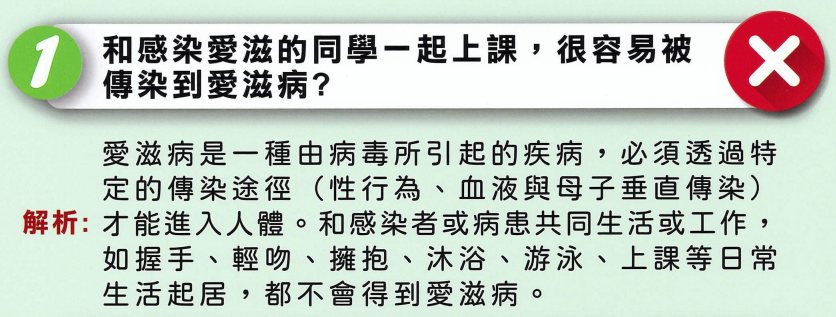 1 和感染愛滋的同學一起上課，很容易被
傳染到愛滋病?
愛滋病是一種由病毒所引起的疾病，必須透過特
定的傳染途徑（性行為、血液與母子垂直傳染）
解析: 才能進入人體。和感染者或病患共同生活或工作，
如握手、輕吻、擁抱、沐浴、游泳、上課等日常
生活起居，都不會得到愛滋病。